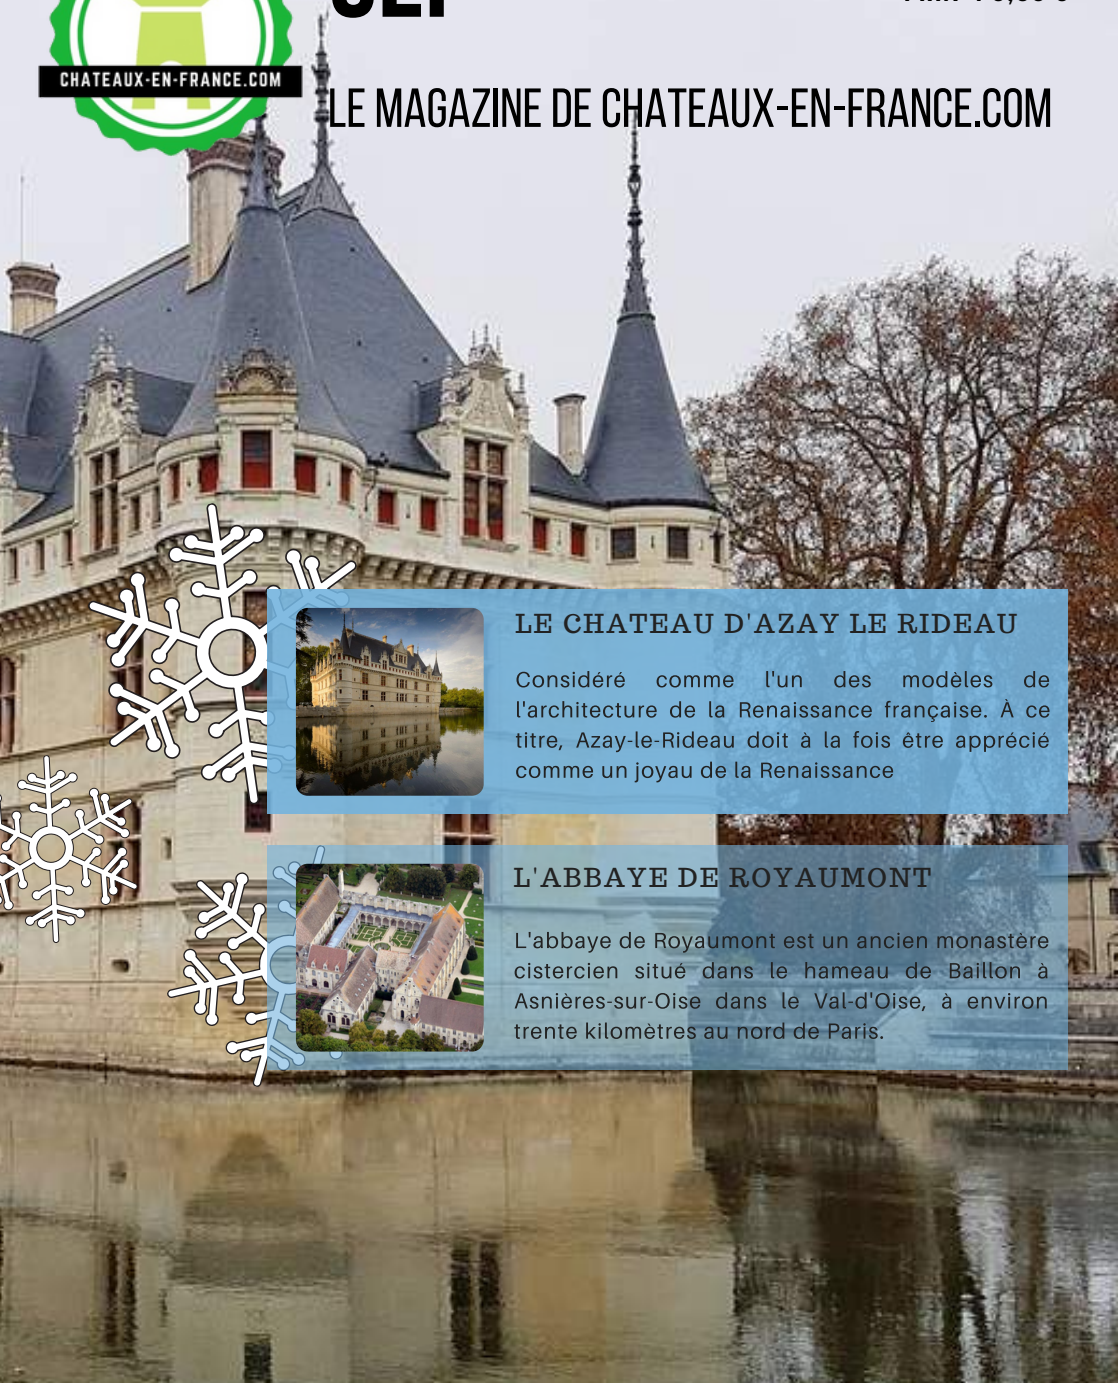 CHATEAUX-EN-FRANCE.COM
LE MAGAZINE DE CHATEAUX-EN-FRANCE.COM
LE CHATEAU D'AZAY LE RIDEAU
Considéré comme l'un des modèles de
l'architecture de la Renaissance française. À ce
titre, Azay-le-Rideau doit à la fois être apprécié
comme un joyau de la Renaissance
L'ABBAYE DE ROYAUMONT
L'abbaye de Royaumont est un ancien monastère
cistercien situé dans le hameau de Baillon à
Asnières-sur-Oise dans le Val-d'Oise, à environ
trente kilomètres au nord de Paris.